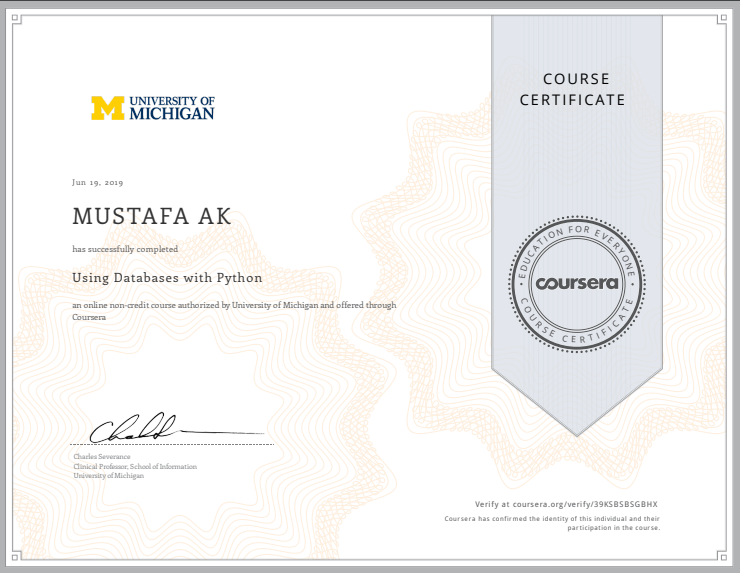 COURSE
CERTIFICATE
UNIVERSITY OF
MICHIGAN
Jun 19, 2019
MUSTAFA AK
has successfully completed
Using Databases with Python
an online non-credit course authorized by University of Michigan and offered through
Coursera
EDUCATION FOR EVERYONE
coursera
COURSE CERTIFICATE
Charles Severance
Clinical Professor, School of Information
University of Michigan
Verify at coursera.org/verify/39KSBSBSGBHX
Coursera has confirmed the identity of this individual and their
participation in the course.